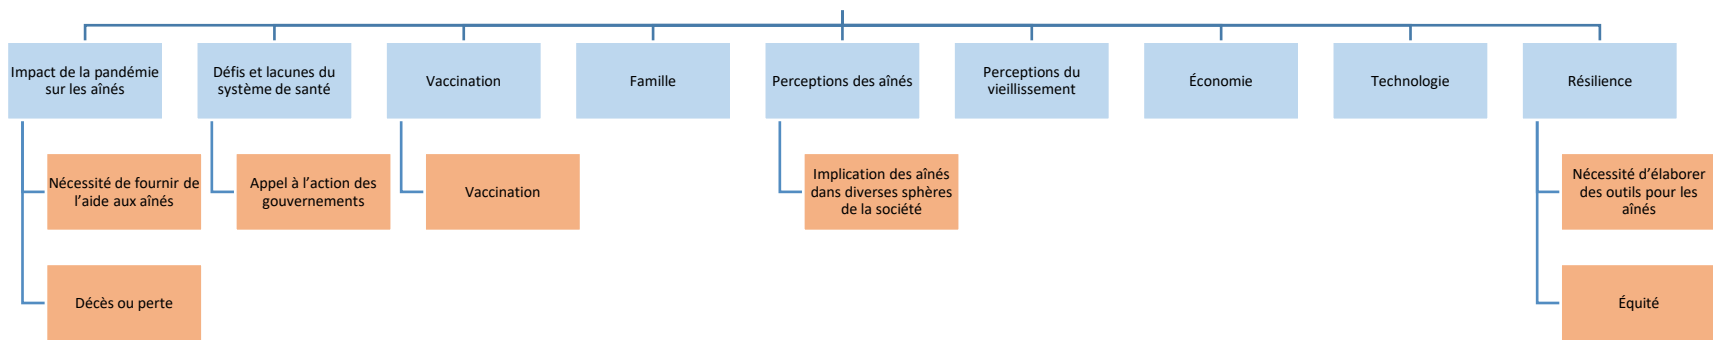 Impact de la pandémie
sur les aînés
Défis et lacunes du
système de santé
Vaccination
Famille
Perceptions des aînés
Perceptions du
vieillissement
Économie
Technologie
Résilience
Nécessité de fournir de
l’aide aux aînés
Appel à l’action des
gouvernements
Vaccination
Implication des aînés
dans diverses sphères
de la société
Nécessité d’élaborer
des outils pour les
aînés
Décès ou perte
Équité